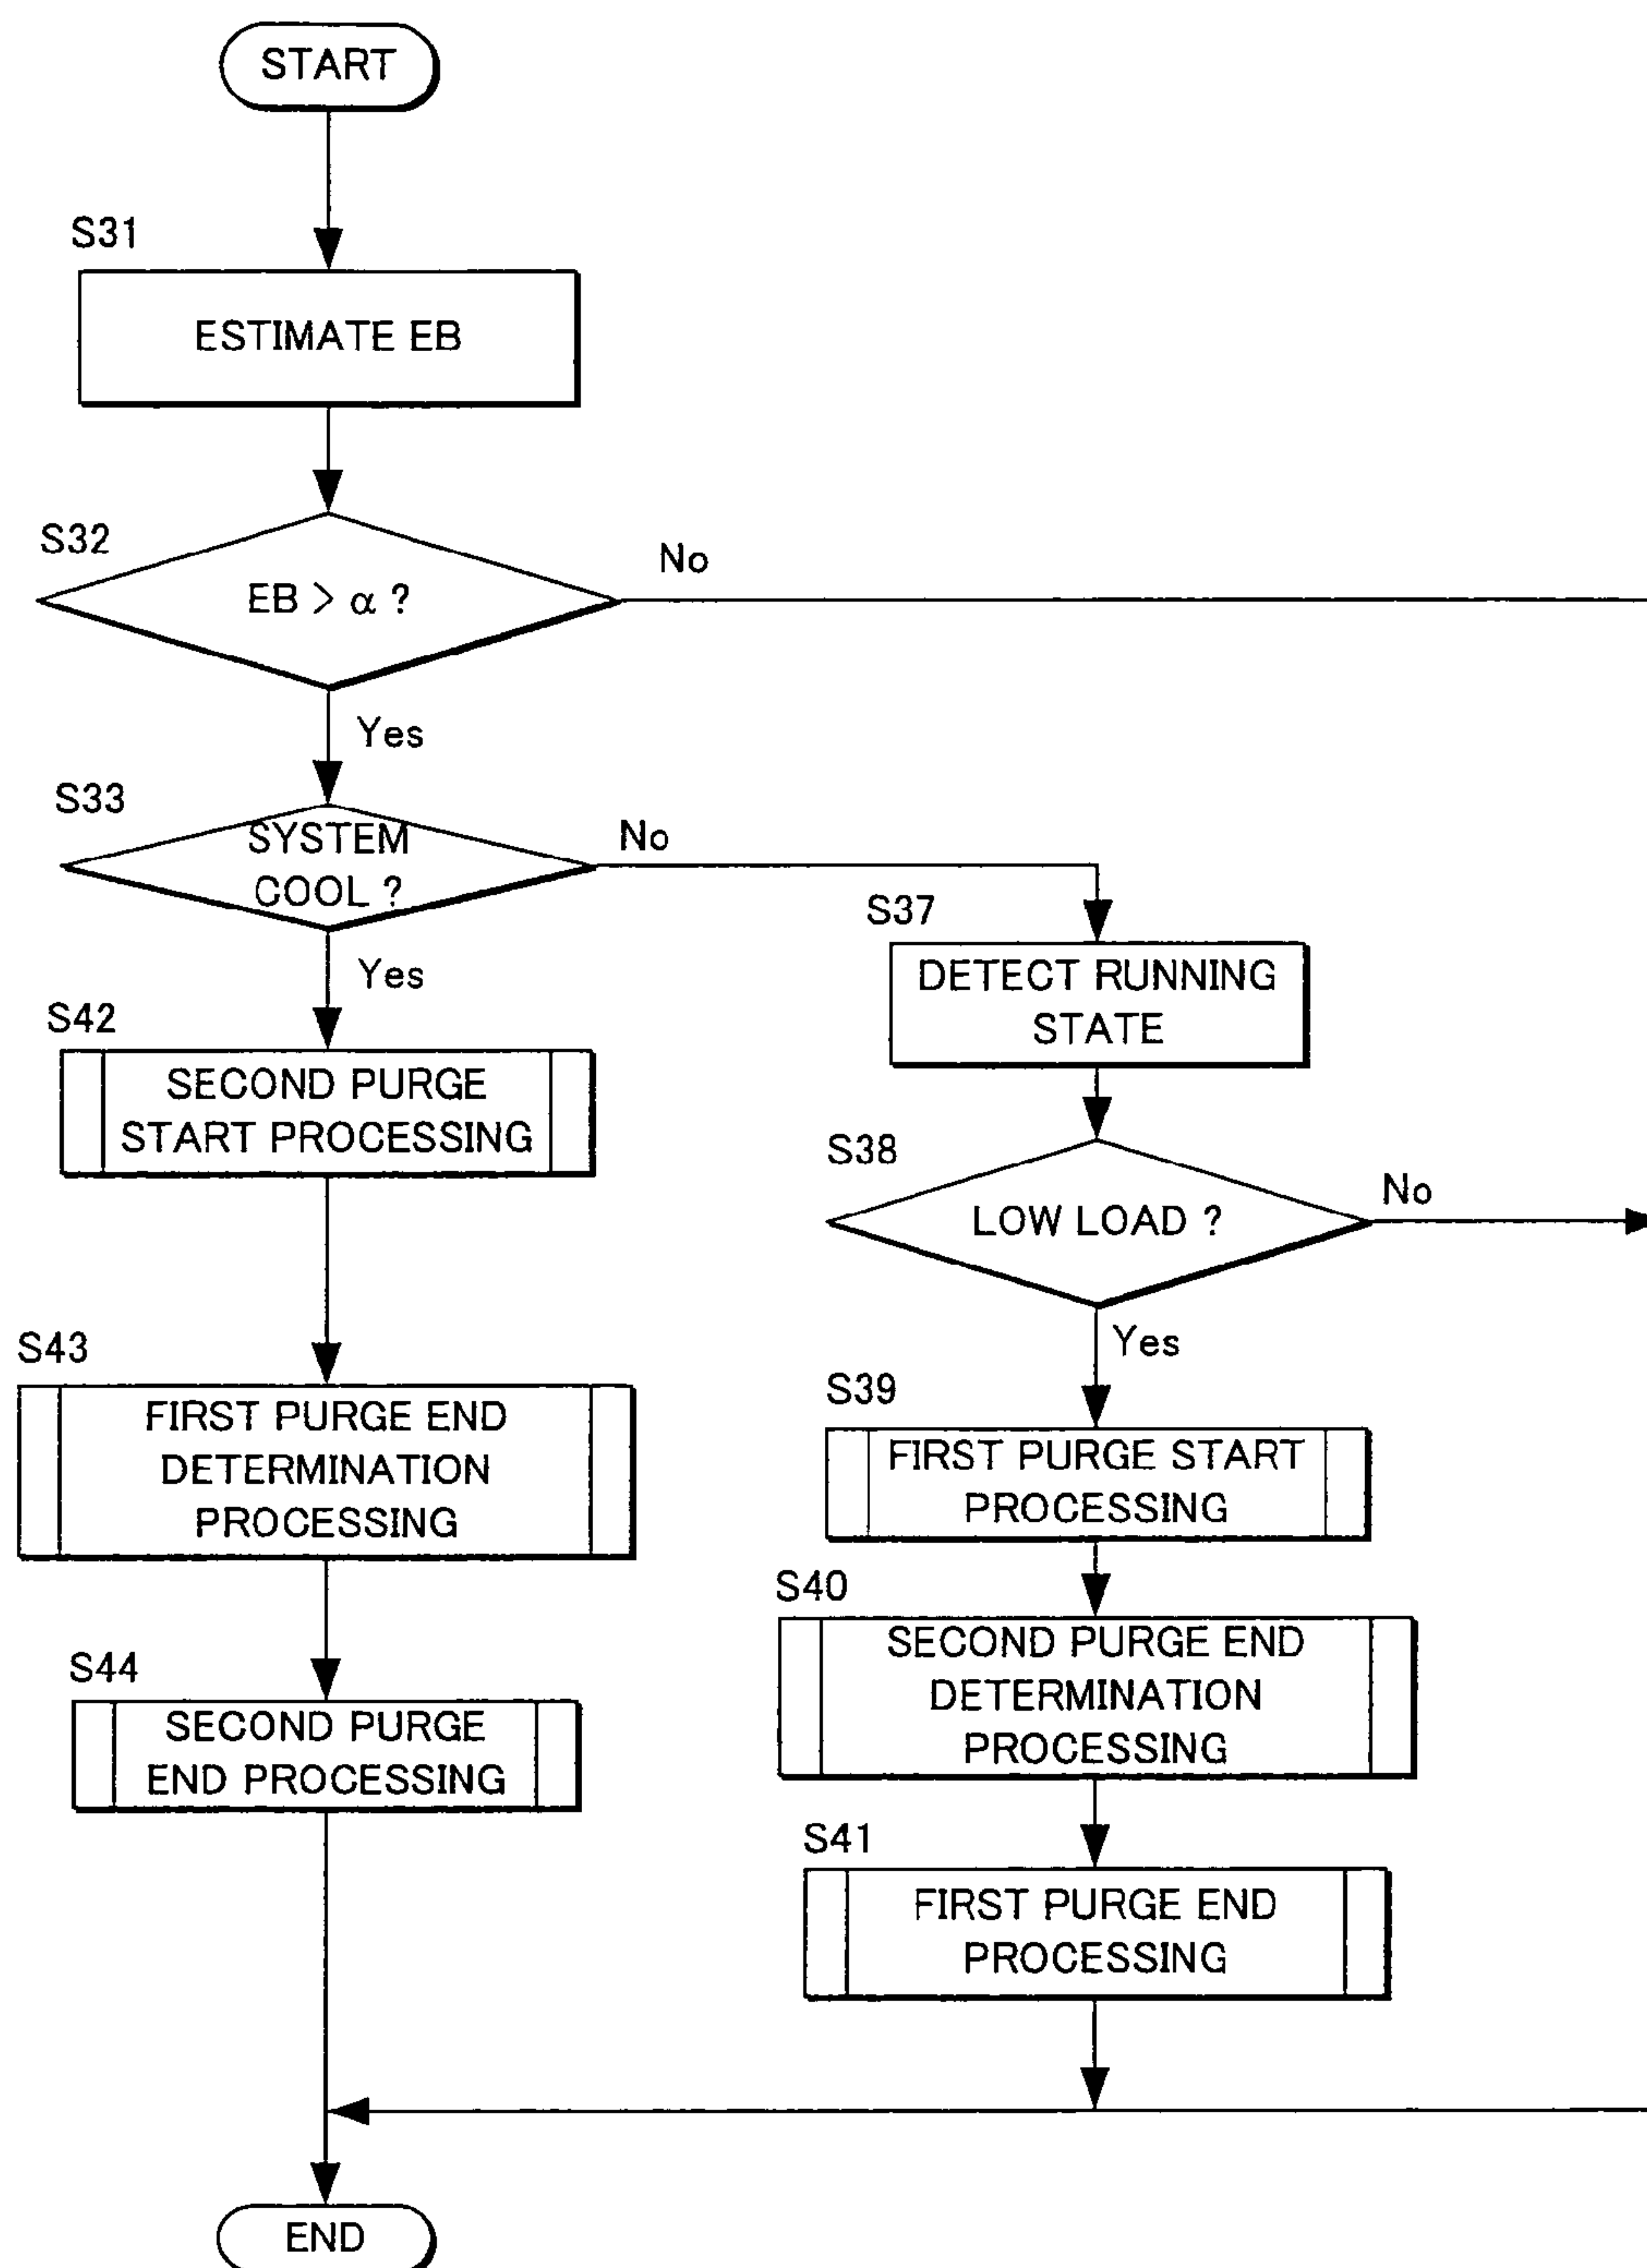 START
S31
ESTIMATE EB
S32
EB > α ?
No
Yes
S33
SYSTEM
COOL ?
No
Yes
S37
DETECT RUNNING
STATE
S42
SECOND PURGE
START PROCESSING
S38
LOW LOAD ?
No
Yes
S43
FIRST PURGE END
DETERMINATION
PROCESSING
S39
FIRST PURGE START
PROCESSING
S40
SECOND PURGE END
DETERMINATION
PROCESSING
S44
SECOND PURGE
END PROCESSING
S41
FIRST PURGE END
PROCESSING
END